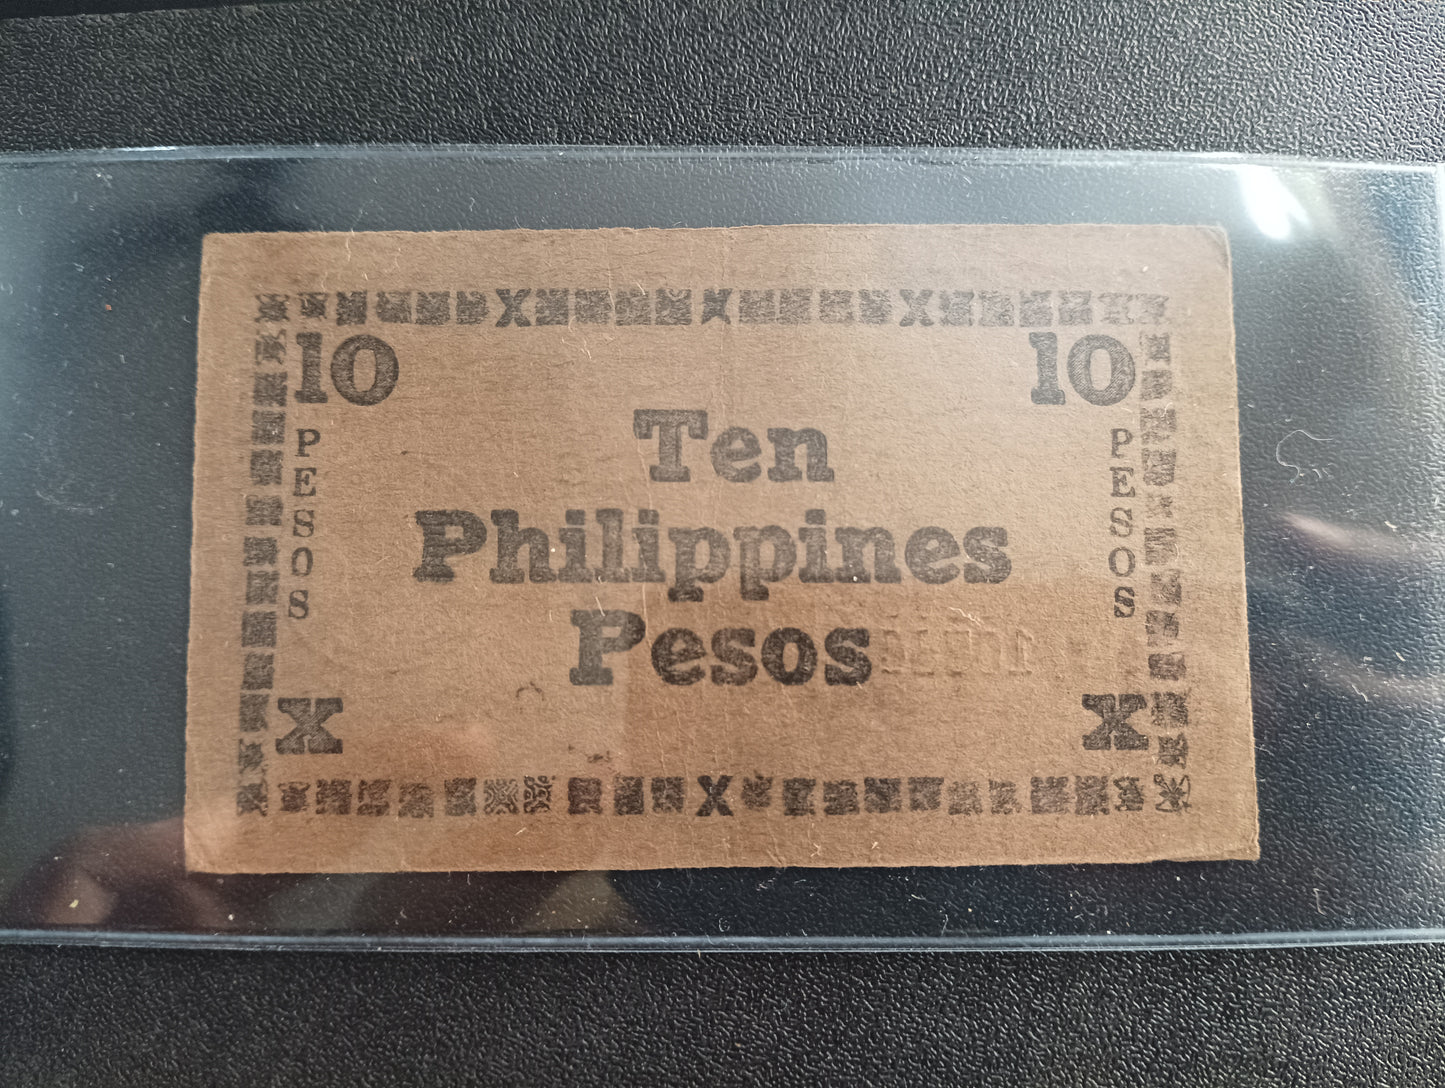 10 10
PESOS PESOS
Ten
Philippines
Pesos
X X